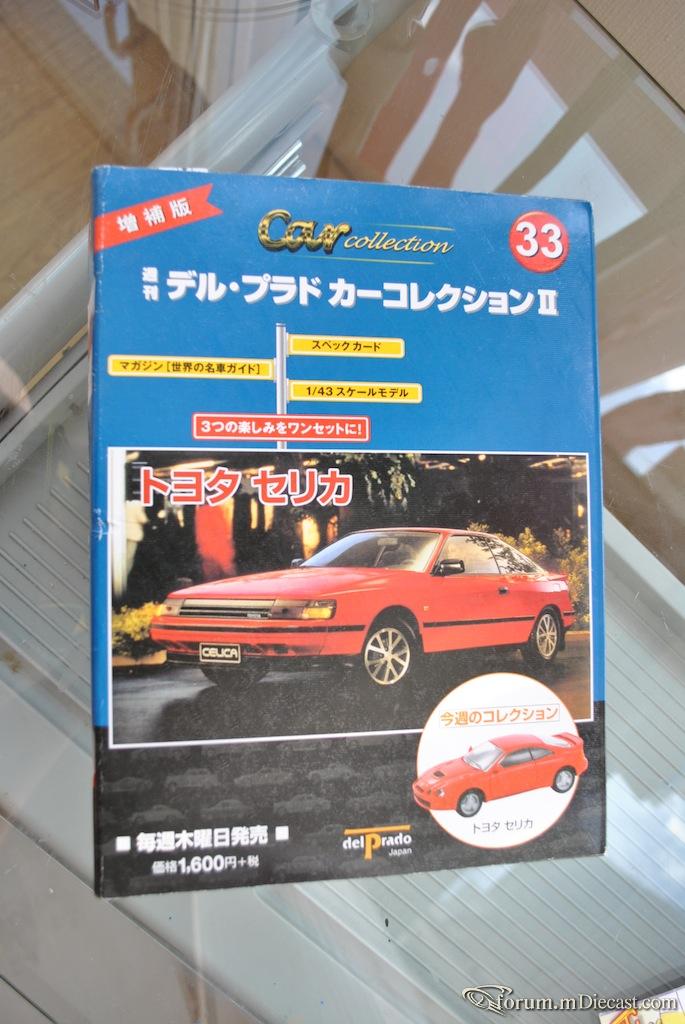 増補版
Car collection
33
週刊 デル・プラド カーコレクションⅡ
スペックカード
マガジン［世界の名車ガイド］
1/43 スケールモデル
3つの楽しみをワンセットに!
トヨタ セリカ
CELICA
今週のコレクション
トヨタ セリカ
■ 毎週木曜日発売 ■
価格1,600円+税
delPrado
Japan
forum.mDiecast.com